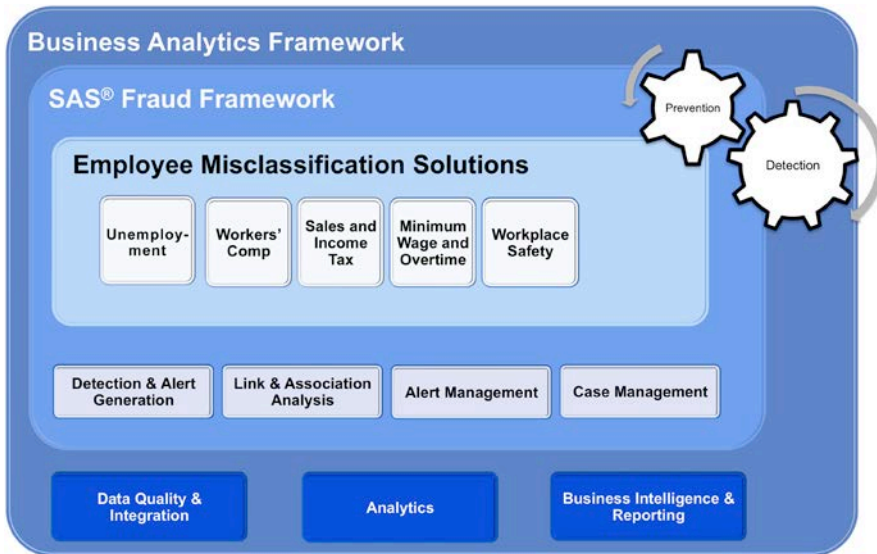 Business Analytics Framework
SAS® Fraud Framework
Prevention
Detection
Employee Misclassification Solutions
Unemploy-
ment
Workers'
Comp
Sales and
Income
Tax
Minimum
Wage and
Overtime
Workplace
Safety
Detection & Alert
Generation
Link & Association
Analysis
Alert Management
Case Management
Data Quality &
Integration
Analytics
Business Intelligence &
Reporting